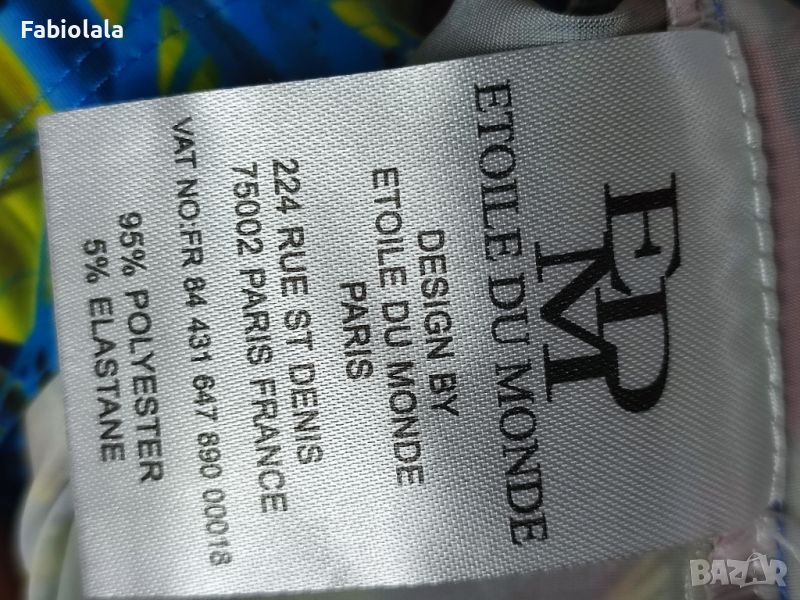 Fabiolala
EDM
ETOILE DU MONDE
DESIGN BY
ETOILE DU MONDE
PARIS
224 RUE ST DENIS
75002 PARIS FRANCE
VAT NO:FR 84 431 647 890 00018
95% POLYESTER
5% ELASTANE
BAZAR